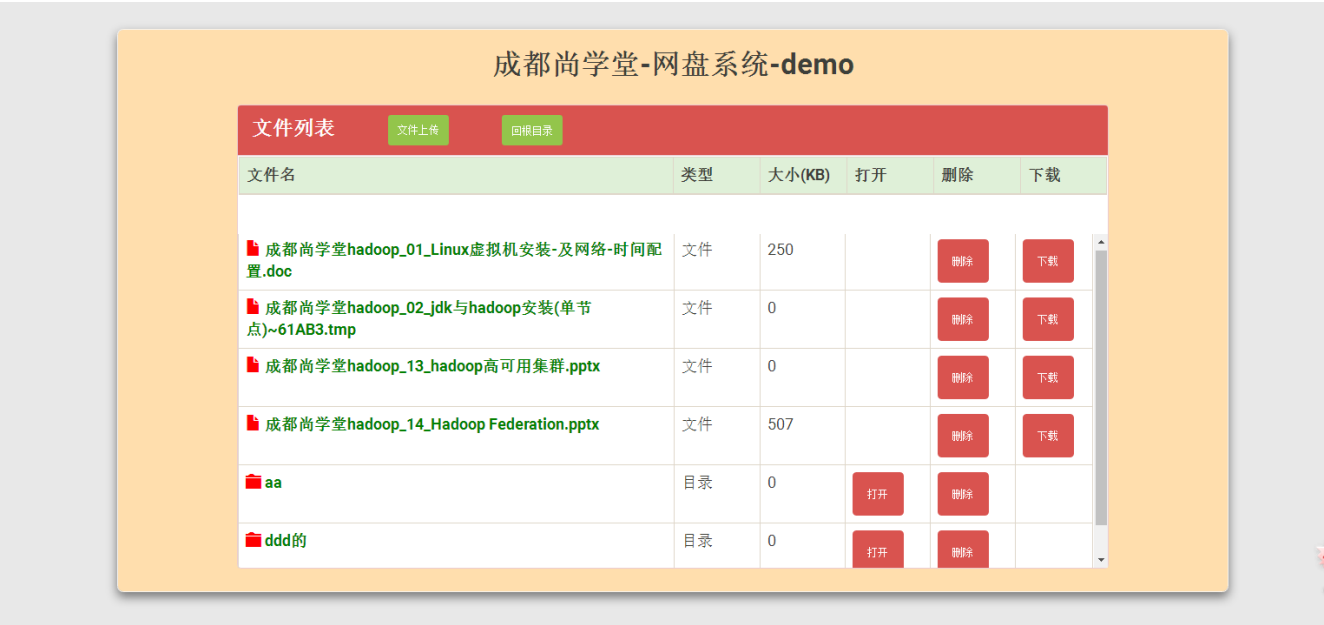 成都尚学堂-网盘系统-demo
文件列表 文件上传 回根目录
文件名 类型 大小(KB) 打开 删除 下载
成都尚学堂hadoop_01_Linux虚拟机安装-及网络-时间配 文件 250 删除 下载
置.doc
成都尚学堂hadoop_02_jdk与hadoop安装(单节 文件 0 删除 下载
点)~61AB3.tmp
成都尚学堂hadoop_13_hadoop高可用集群.pptx 文件 0 删除 下载
成都尚学堂hadoop_14_Hadoop Federation.pptx 文件 507 删除 下载
aa 目录 0 打开 删除
ddd的 目录 0 打开 删除